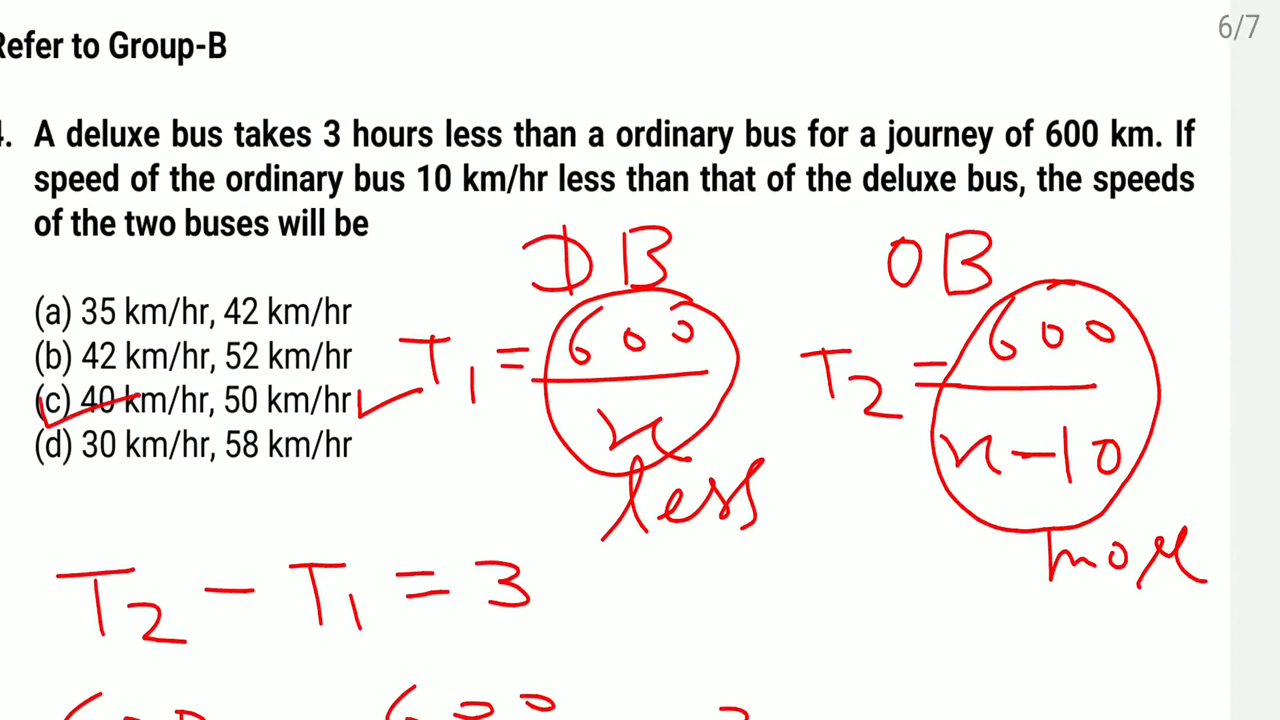 6/7
Refer to Group-B
4. A deluxe bus takes 3 hours less than a ordinary bus for a journey of 600 km. If
speed of the ordinary bus 10 km/hr less than that of the deluxe bus, the speeds
of the two buses will be
DB
OB
(a) 35 km/hr, 42 km/hr
(b) 42 km/hr, 52 km/hr
(c) 40 km/hr, 50 km/hr
(d) 30 km/hr, 58 km/hr
T1 = 600
x
less
T2 = 600
x-10
more
T2 - T1 = 3
600